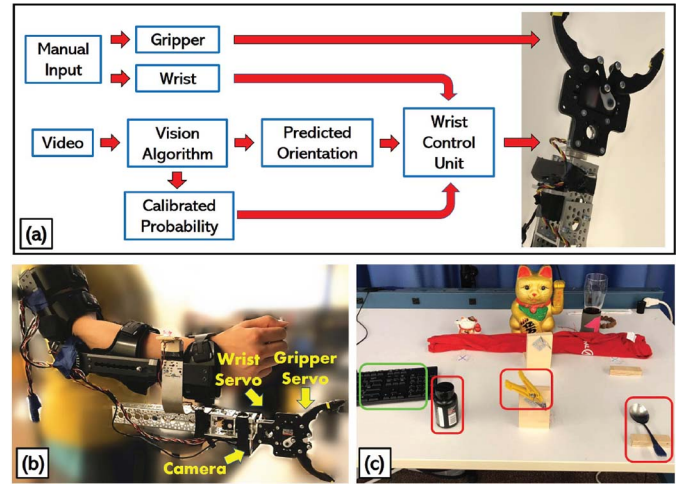 Manual
Input
Gripper
Wrist
Video
Vision
Algorithm
Predicted
Orientation
Wrist
Control
Unit
Calibrated
Probability
(a)
Wrist
Servo
Gripper
Servo
Camera
(b)
(c)